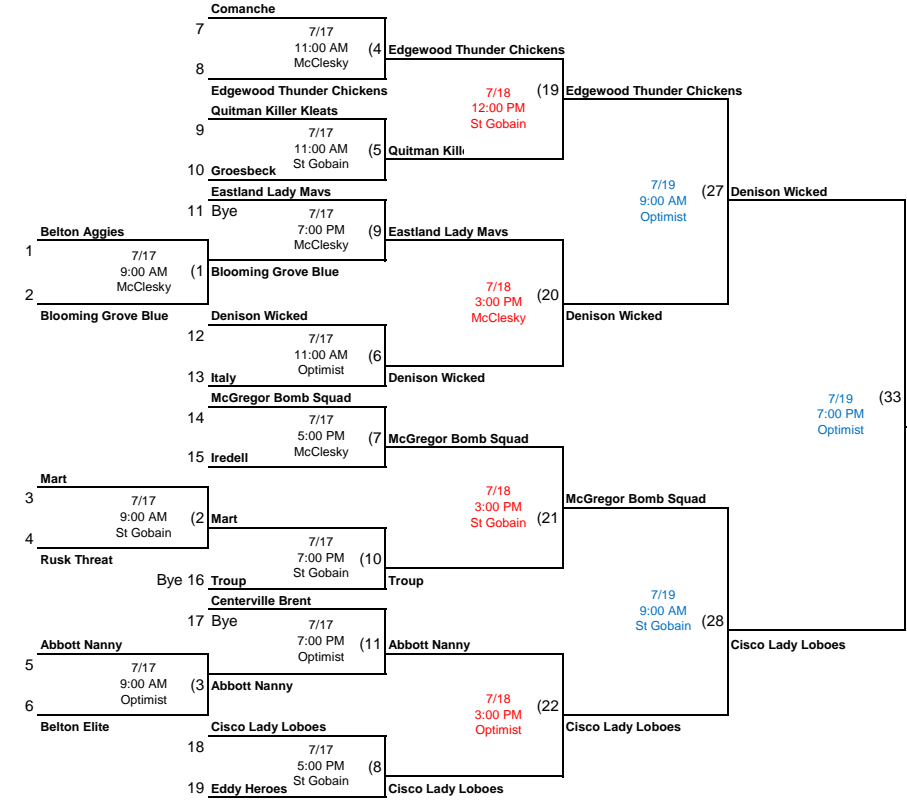 Comanche
7
7/17
11:00 AM
McClesky
(4
Edgewood Thunder Chickens
8
Edgewood Thunder Chickens
7/18
12:00 PM
St Gobain
(19
Edgewood Thunder Chickens
Quitman Killer Kleats
9
7/17
11:00 AM
St Gobain
(5
Quitman Kill
10 Groesbeck
7/19
9:00 AM
Optimist
(27
Denison Wicked
Eastland Lady Mavs
11 Bye
7/17
7:00 PM
McClesky
(9
Eastland Lady Mavs
Belton Aggies
1
7/17
9:00 AM
McClesky
(1
Blooming Grove Blue
2
Blooming Grove Blue
7/18
3:00 PM
McClesky
(20
Denison Wicked
Denison Wicked
12
7/17
11:00 AM
Optimist
(6
13 Italy
Denison Wicked
7/19
7:00 PM
Optimist
(33
McGregor Bomb Squad
14
7/17
5:00 PM
McClesky
(7
McGregor Bomb Squad
15 Iredell
Mart
3
7/17
9:00 AM
St Gobain
(2
Mart
4
Rusk Threat
7/18
3:00 PM
St Gobain
(21
McGregor Bomb Squad
7/17
7:00 PM
St Gobain
(10
Bye 16 Troup
Troup
Centerville Brent
17 Bye
7/17
7:00 PM
Optimist
(11
Abbott Nanny
7/19
9:00 AM
St Gobain
(28
Cisco Lady Loboes
Abbott Nanny
5
7/17
9:00 AM
Optimist
(3
Abbott Nanny
6
Belton Elite
7/18
3:00 PM
Optimist
(22
Cisco Lady Loboes
Cisco Lady Loboes
18
7/17
5:00 PM
St Gobain
(8
19 Eddy Heroes
Cisco Lady Loboes